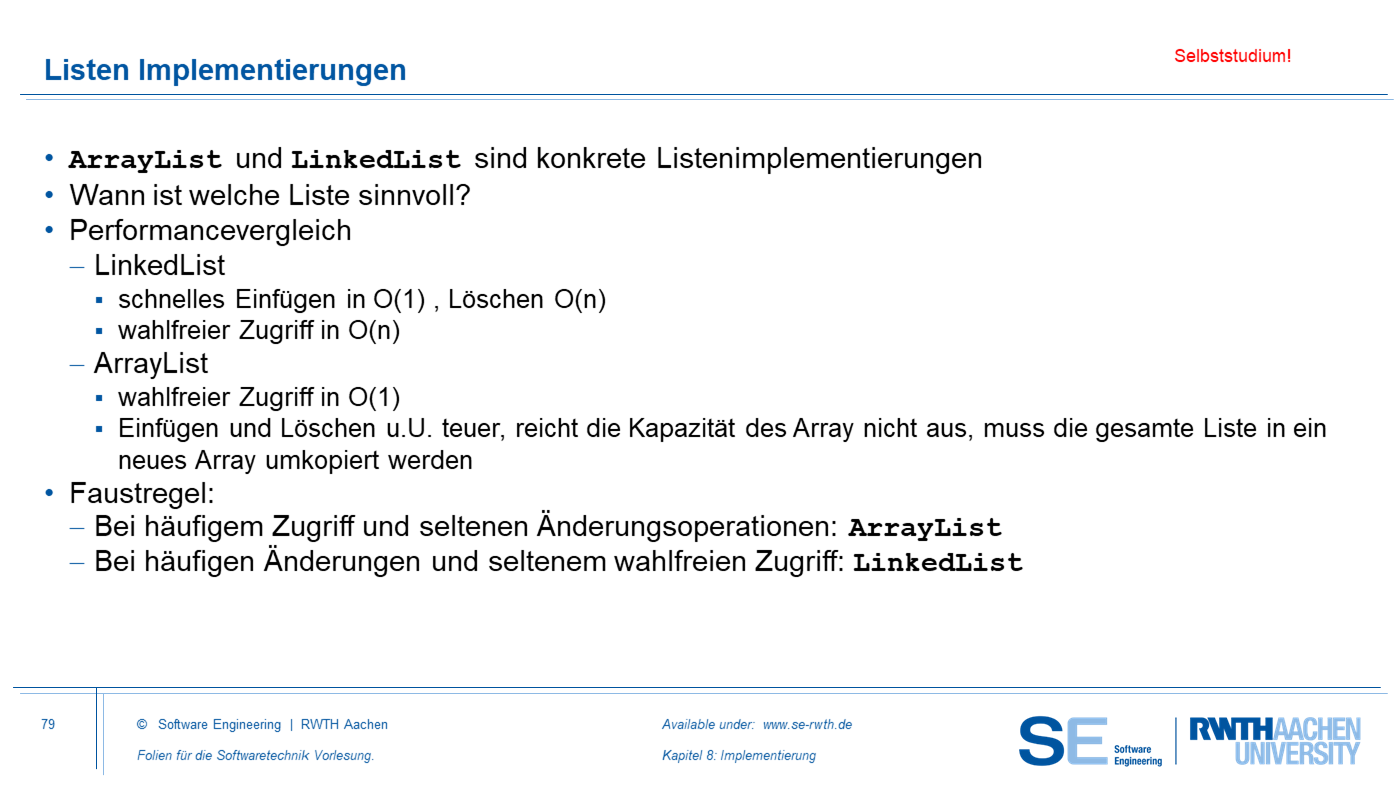 Listen Implementierungen
Selbststudium!
• ArrayList und LinkedList sind konkrete Listenimplementierungen
• Wann ist welche Liste sinnvoll?
• Performancevergleich
– LinkedList
▪ schnelles Einfügen in O(1) , Löschen O(n)
▪ wahlfreier Zugriff in O(n)
– ArrayList
▪ wahlfreier Zugriff in O(1)
▪ Einfügen und Löschen u.U. teuer, reicht die Kapazität des Array nicht aus, muss die gesamte Liste in ein
neues Array umkopiert werden
• Faustregel:
– Bei häufigem Zugriff und seltenen Änderungsoperationen: ArrayList
– Bei häufigen Änderungen und seltenem wahlfreien Zugriff: LinkedList
79
© Software Engineering | RWTH Aachen
Folien für die Softwaretechnik Vorlesung.
Available under: www.se-rwth.de
Kapitel 8: Implementierung
SE Software
Engineering
RWTHAACHEN
UNIVERSITY